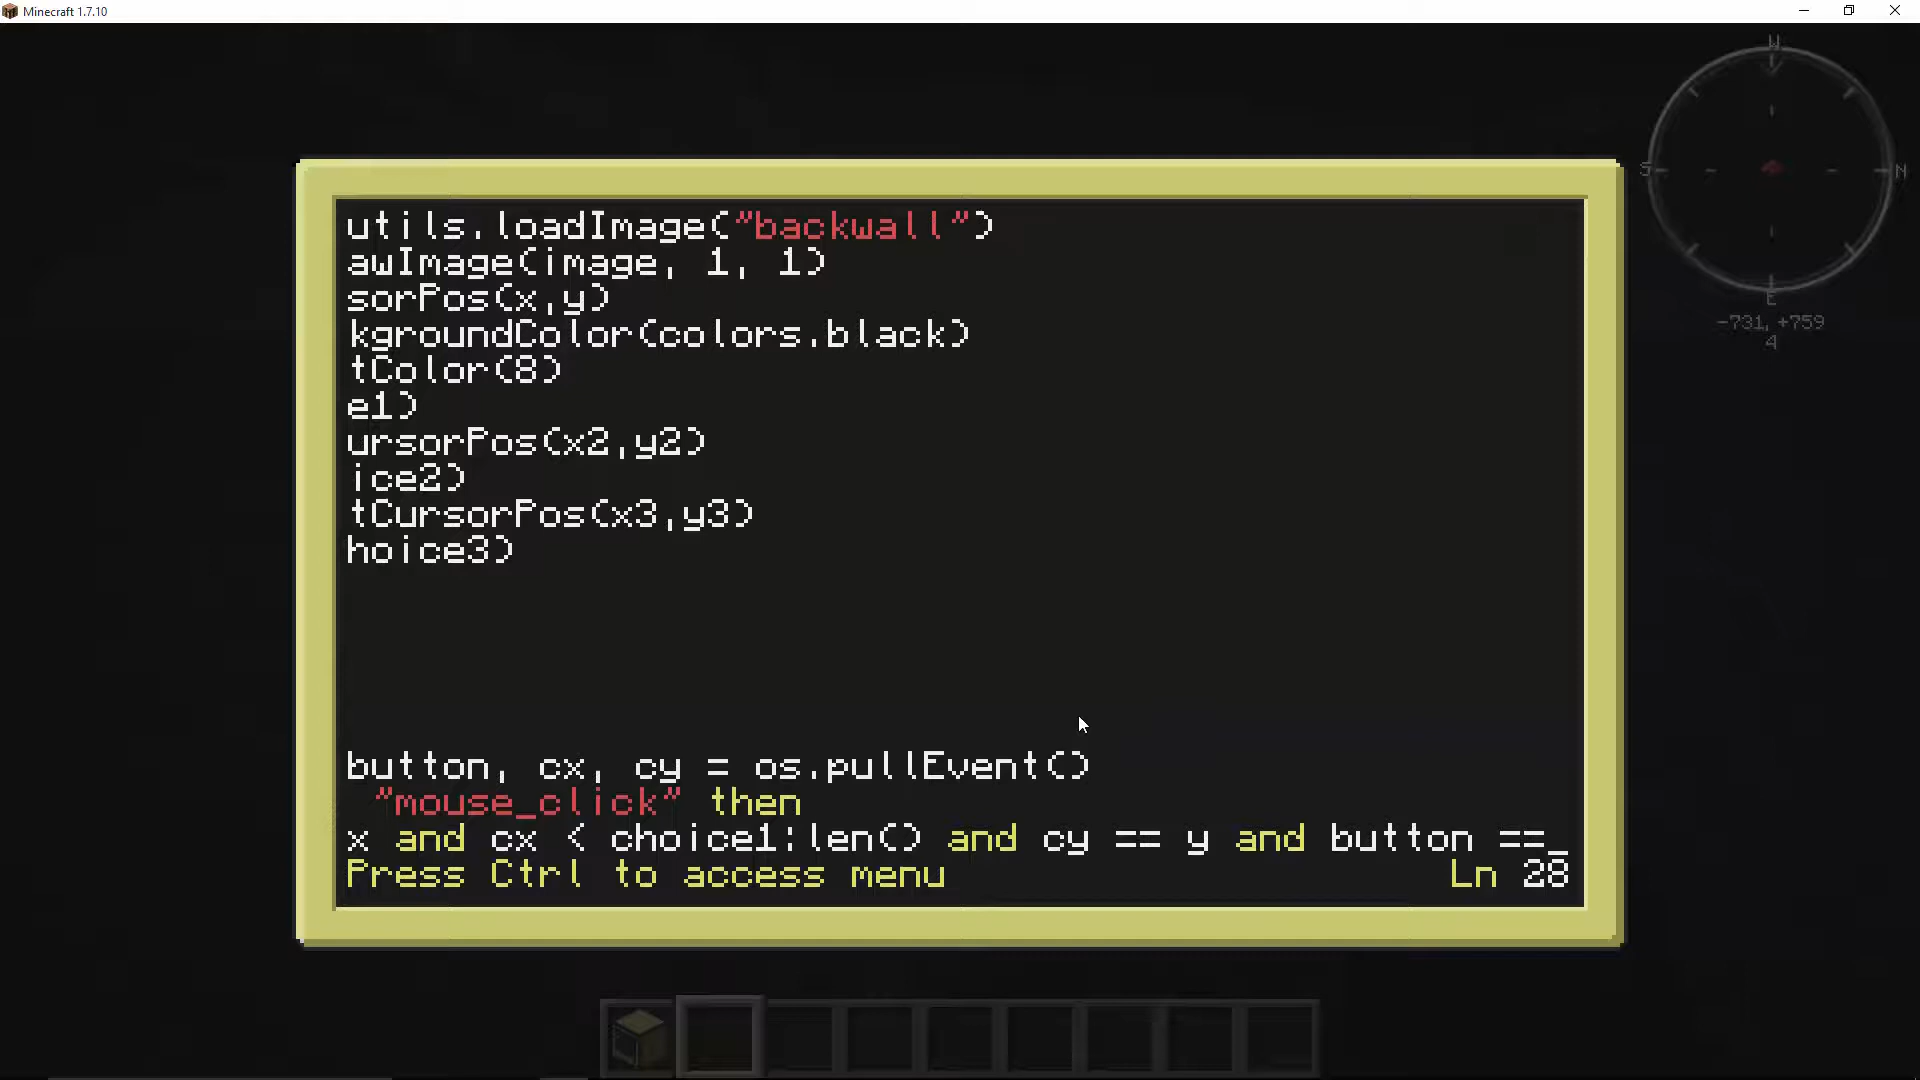 Minecraft 1.7.10
W
S
N
E
-731, +759
4
utils.loadImage("backwall")
awImage(image, 1, 1)
sorPos(x,y)
kgroundColor(colors.black)
tColor(8)
e1)
ursorPos(x2,y2)
ice2)
tCursorPos(x3,y3)
hoice3)
button, cx, cy = os.pullEvent()
"mouse_click" then
x and cx < choice1:len() and cy == y and button ==_
Press Ctrl to access menu Ln 28